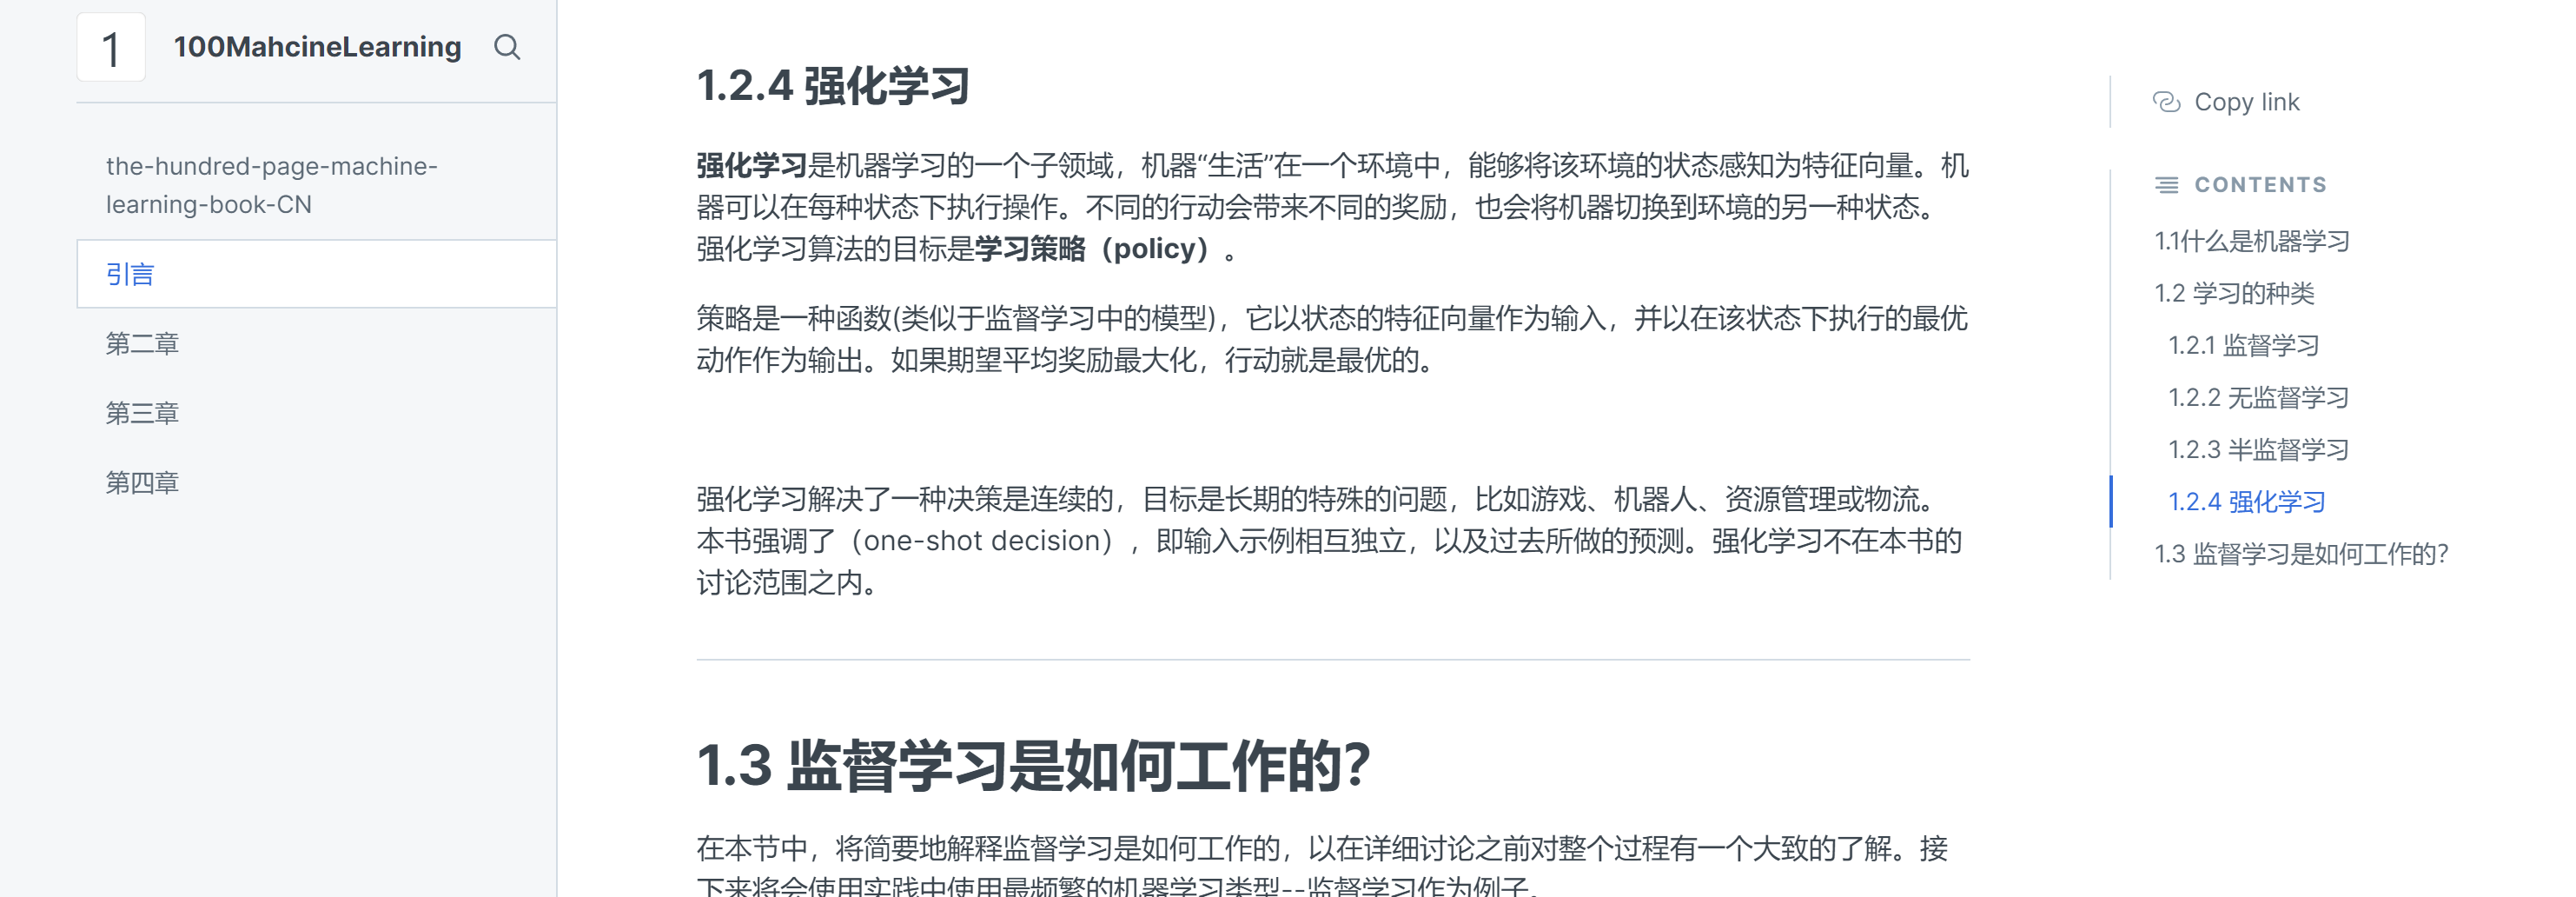 1
100MahcineLearning
the-hundred-page-machine-
learning-book-CN
引言
第二章
第三章
第四章
1.2.4 强化学习
强化学习是机器学习的一个子领域，机器“生活”在一个环境中，能够将该环境的状态感知为特征向量。机
器可以在每种状态下执行操作。不同的行动会带来不同的奖励，也会将机器切换到环境的另一种状态。
强化学习算法的目标是学习策略（policy）。
策略是一种函数(类似于监督学习中的模型)，它以状态的特征向量作为输入，并以在该状态下执行的最优
动作作为输出。如果期望平均奖励最大化，行动就是最优的。
强化学习解决了一种决策是连续的，目标是长期的特殊的问题，比如游戏、机器人、资源管理或物流。
本书强调了（one-shot decision），即输入示例相互独立，以及过去所做的预测。强化学习不在本书的
讨论范围之内。
1.3 监督学习是如何工作的？
在本节中，将简要地解释监督学习是如何工作的，以在详细讨论之前对整个过程有一个大致的了解。接
下来将会使用实践中使用最频繁的机器学习类型--监督学习作为例子。
Copy link
CONTENTS
1.1什么是机器学习
1.2 学习的种类
1.2.1 监督学习
1.2.2 无监督学习
1.2.3 半监督学习
1.2.4 强化学习
1.3 监督学习是如何工作的？